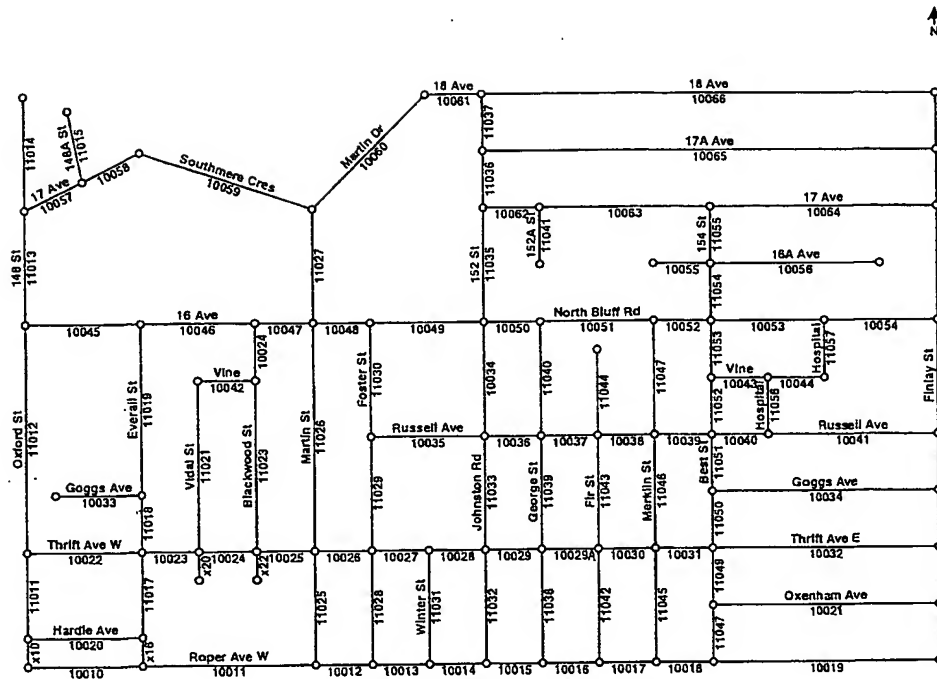 N
18 Ave
10061
18 Ave
10066
11014
148A St
11015
11037
17A Ave
10065
Martin Dr
10060
17 Ave
10057
10058
Southmere Cres
10059
11036
10062
10063
17 Ave
10064
148 St
11013
11027
152 St
11035
152A St
11041
154 St
11055
10055
16A Ave
10056
11054
10045
16 Ave
10046
10047
10048
10049
10050
North Bluff Rd
10051
10052
10053
10054
10024
Foster St
11030
10034
11040
11044
11047
11053
Hospital
11057
Finlay St
Vine
10042
Vine
10043
10044
Oxford St
11012
Everall St
11019
Vidal St
11021
Blackwood St
11023
Martin St
11026
11052
Hospital
11056
Russell Ave
10035
10036
10037
10038
10039
10040
Russell Ave
10041
Goggs Ave
10033
11018
11029
Johnston Rd
11033
George St
11039
Fir St
11043
Merklin St
11046
Best St
11051
Goggs Ave
10034
11050
Thrift Ave W
10022
10023
10024
10025
10026
10027
10028
10029
10029A
10030
10031
Thrift Ave E
10032
x20
x22
11011
11017
11025
11028
Winter St
11031
11032
11038
11042
11045
11049
Oxenham Ave
10021
Hardie Ave
10020
11047
x10
10010
x16
Roper Ave W
10011
10012
10013
10014
10015
10016
10017
10018
10019